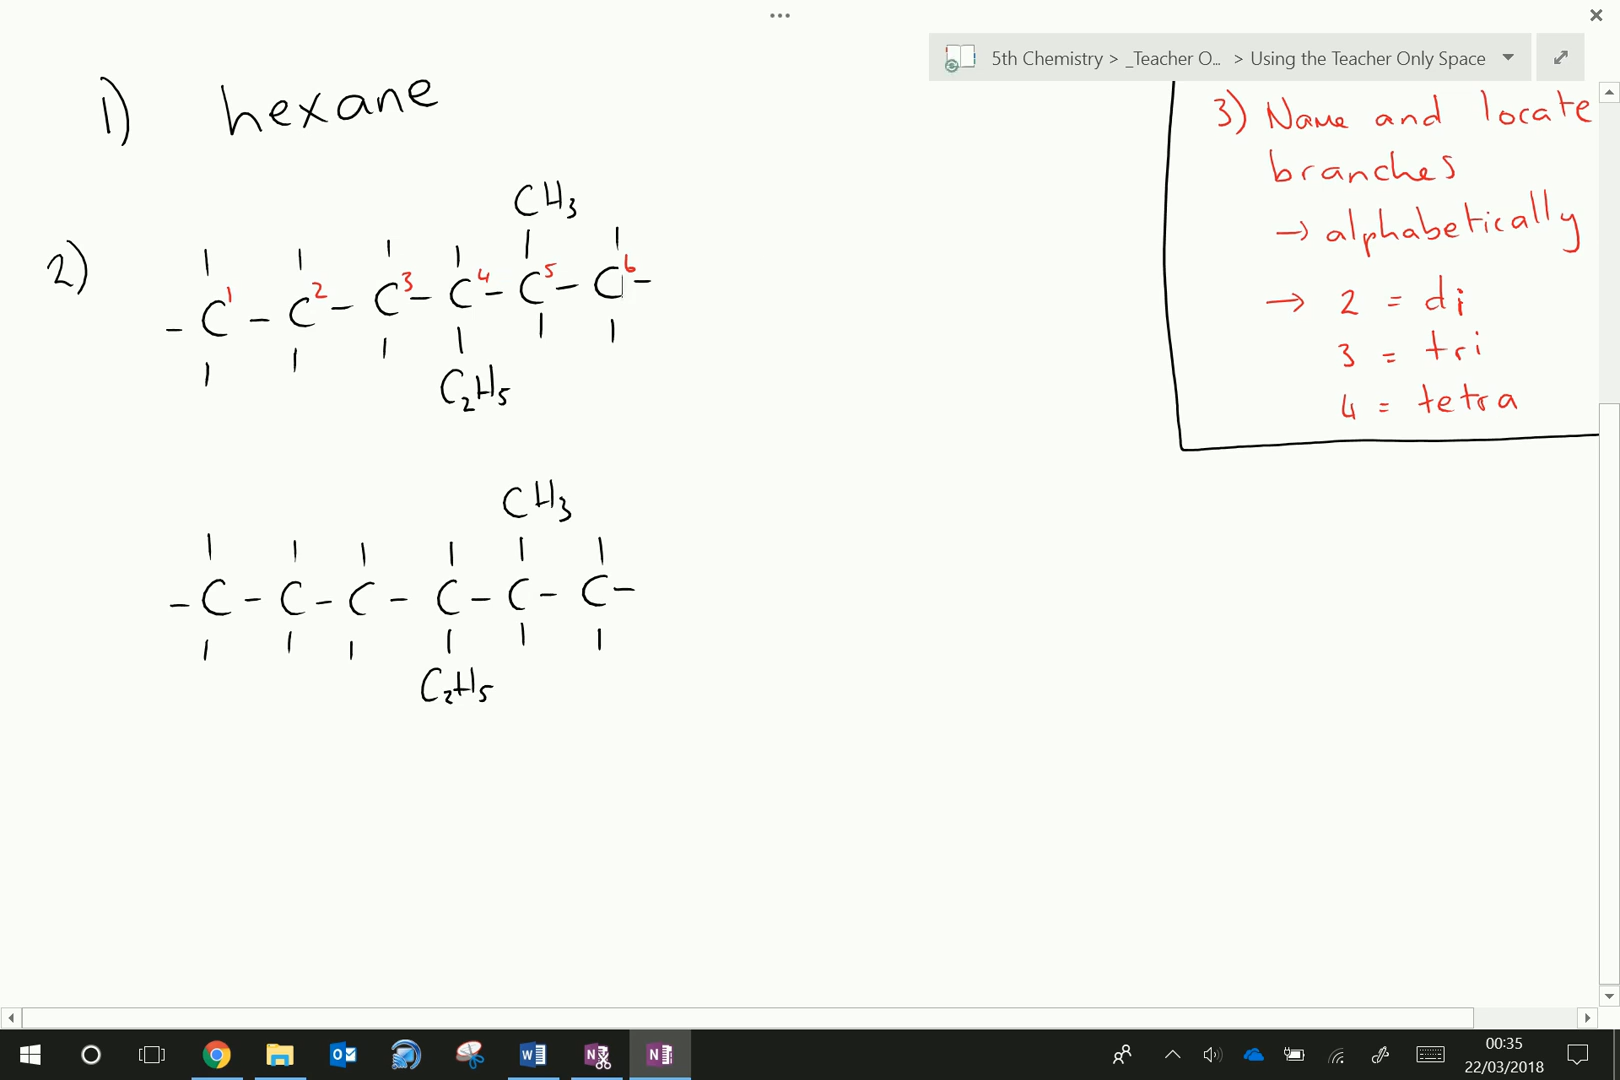 5th Chemistry > _Teacher O... > Using the Teacher Only Space
1) hexane
3) Name and locate
branches
→ alphabetically
→ 2 = di
3 = tri
4 = tetra
CH₃
2)
- C¹ - C² - C³ - C⁴ - C⁵ - C⁶ -
C₂H₅
CH₃
- C - C - C - C - C - C -
C₂H₅
00:35
22/03/2018